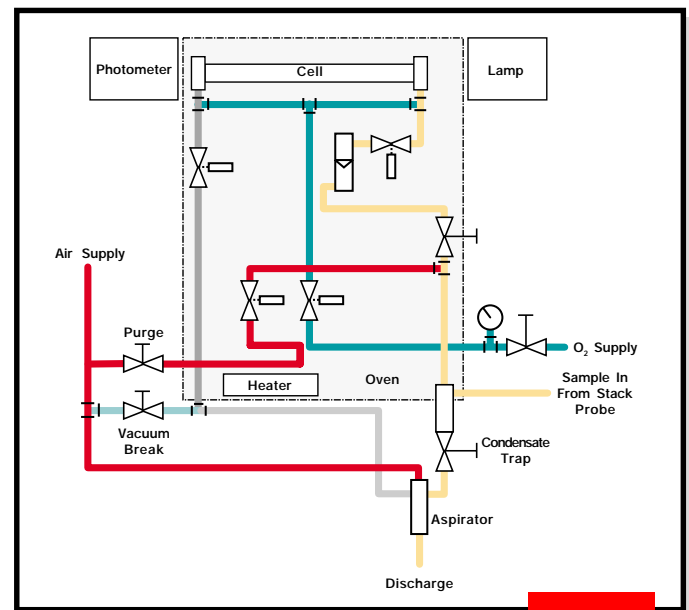 Photometer
Cell
Lamp
Air Supply
Purge
O₂ Supply
Heater
Oven
Sample In
From Stack
Probe
Vacuum
Break
Condensate
Trap
Aspirator
Discharge